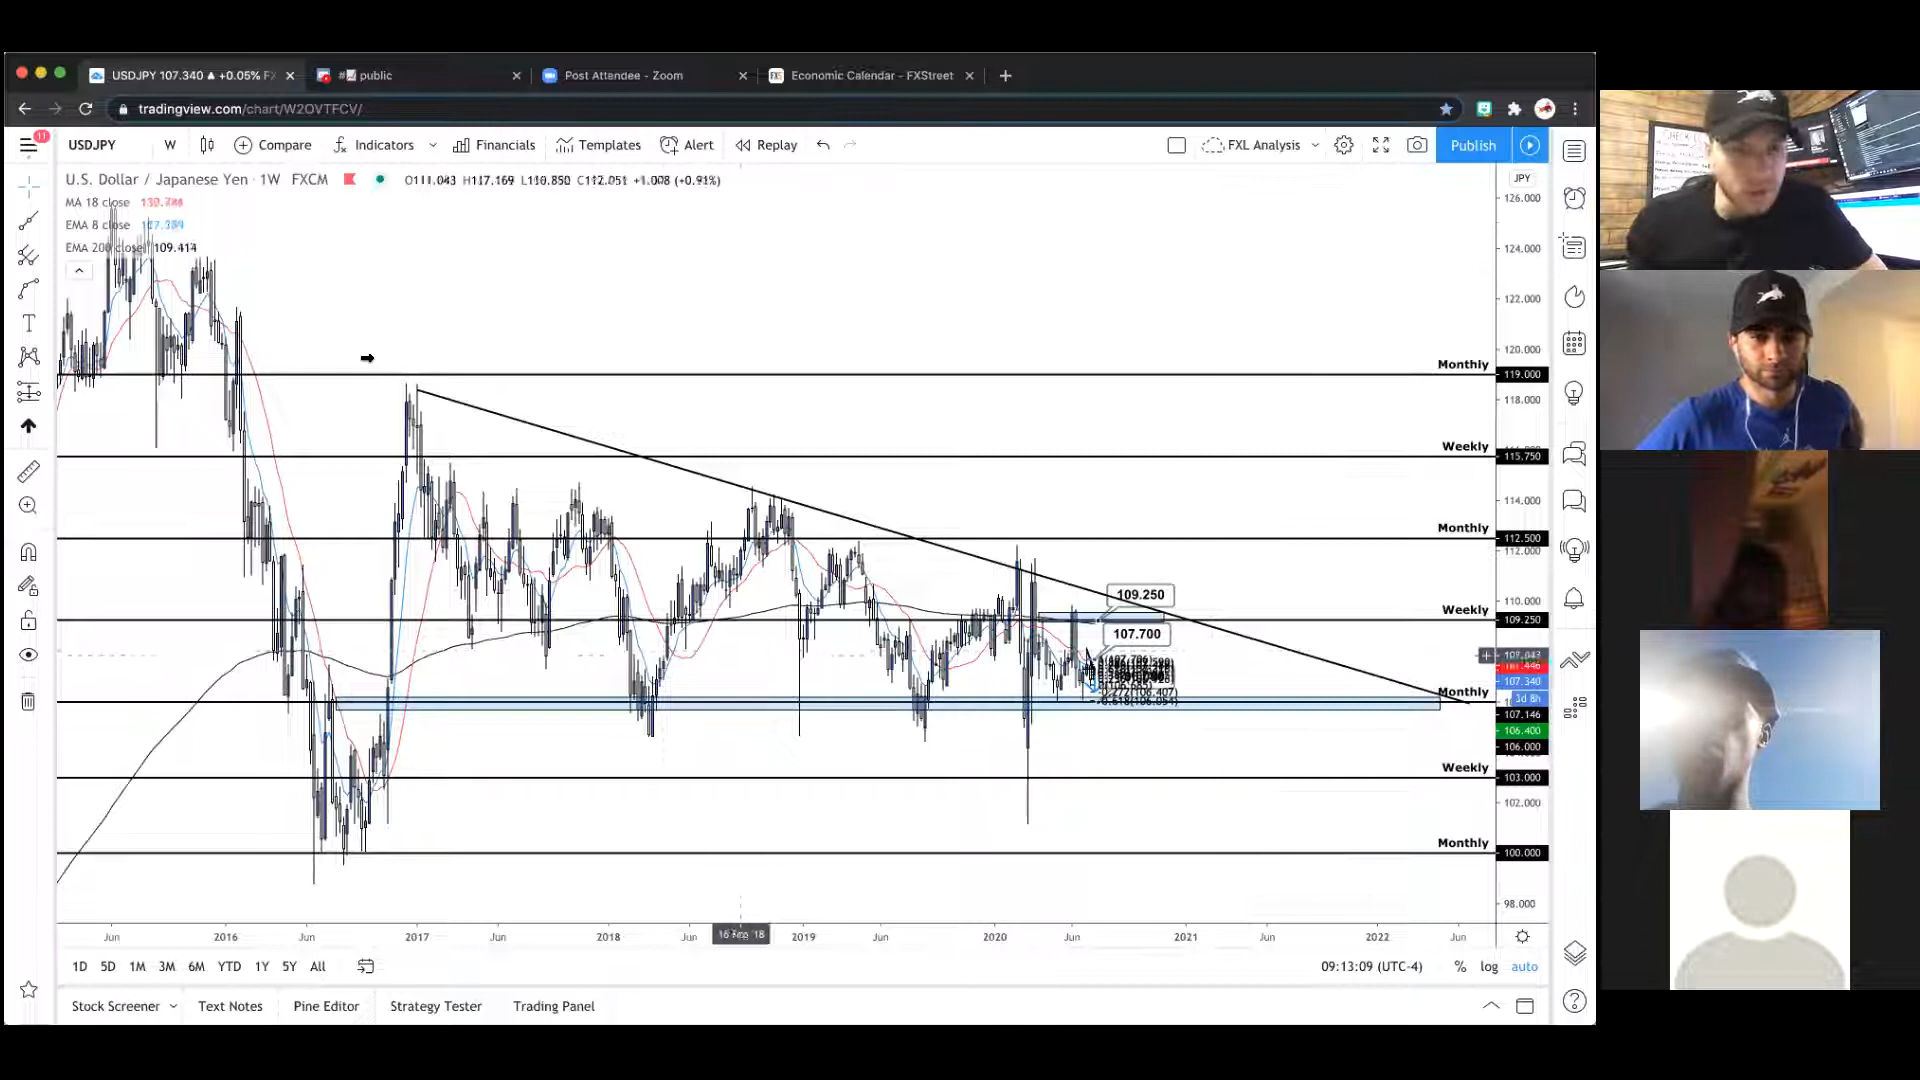 USDJPY 107.340 ▲ +0.05% FX
# public
Post Attendee - Zoom
FXS Economic Calendar - FXStreet
tradingview.com/chart/W2OVTFCV/
11
USDJPY W Compare Indicators Financials Templates Alert Replay FXL Analysis Publish
U.S. Dollar / Japanese Yen · 1W FXCM
JPY
MA 18 close
EMA 8 close
EMA 200 close 109.414
126.000
124.000
122.000
120.000
Monthly 119.000
118.000
Weekly 115.750
114.000
Monthly 112.500
112.000
110.000
109.250
Weekly 109.250
107.700
107.340
3d 8h
Monthly
107.146
106.400
106.000
Weekly 103.000
102.000
Monthly 100.000
98.000
Jun 2016 Jun 2017 Jun 2018 Jun 2019 Jun 2020 Jun 2021 Jun 2022 Jun
1D 5D 1M 3M 6M YTD 1Y 5Y All
09:13:09 (UTC-4) % log auto
Stock Screener Text Notes Pine Editor Strategy Tester Trading Panel